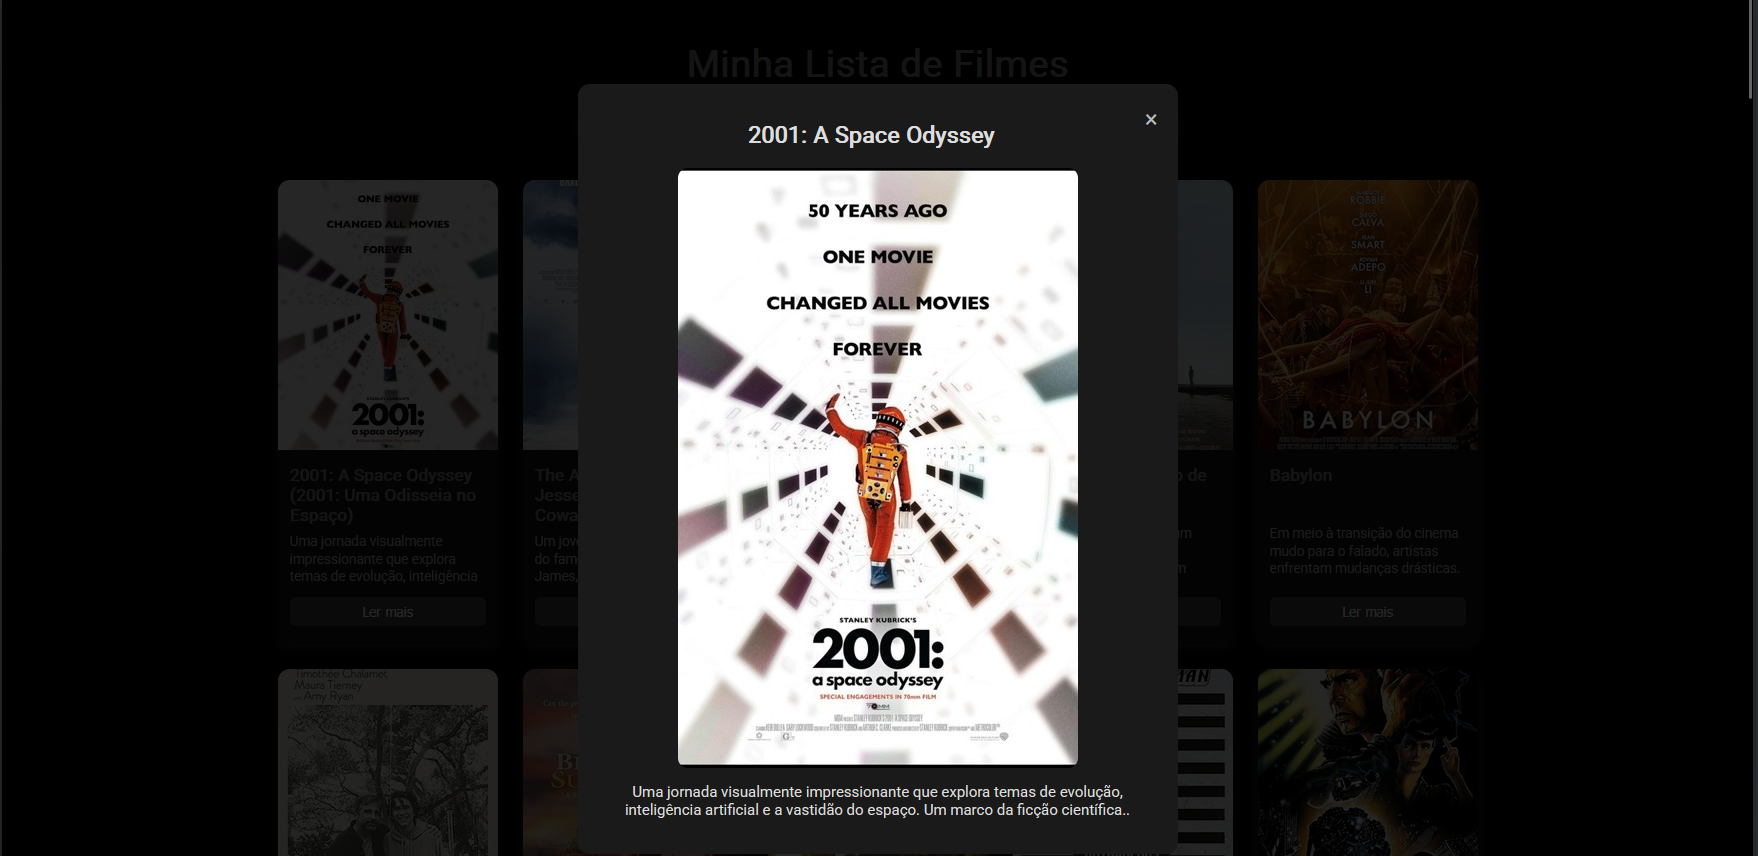 Minha Lista de Filmes
×
2001: A Space Odyssey
50 YEARS AGO
ONE MOVIE
CHANGED ALL MOVIES
FOREVER
STANLEY KUBRICK'S
2001:
a space odyssey
SPECIAL ENGAGEMENTS IN 70mm FILM
70MM
Uma jornada visualmente impressionante que explora temas de evolução,
inteligência artificial e a vastidão do espaço. Um marco da ficção científica..
ONE MOVIE
CHANGED ALL MOVIES
FOREVER
STANLEY KUBRICK'S
2001:
a space odyssey
2001: A Space Odyssey
(2001: Uma Odisseia no
Espaço)
Uma jornada visualmente
impressionante que explora
temas de evolução, inteligência
Ler mais
The A
Jesse
Cowa
Um jov
do fam
James,
o de
um
m
ROBBIE
CALVA
SMART
ADEPO
LI
BABYLON
Babylon
Em meio à transição do cinema
mudo para o falado, artistas
enfrentam mudanças drásticas.
Ler mais
Timothée Chalamet
Maura Tierney
Amy Ryan
MAN